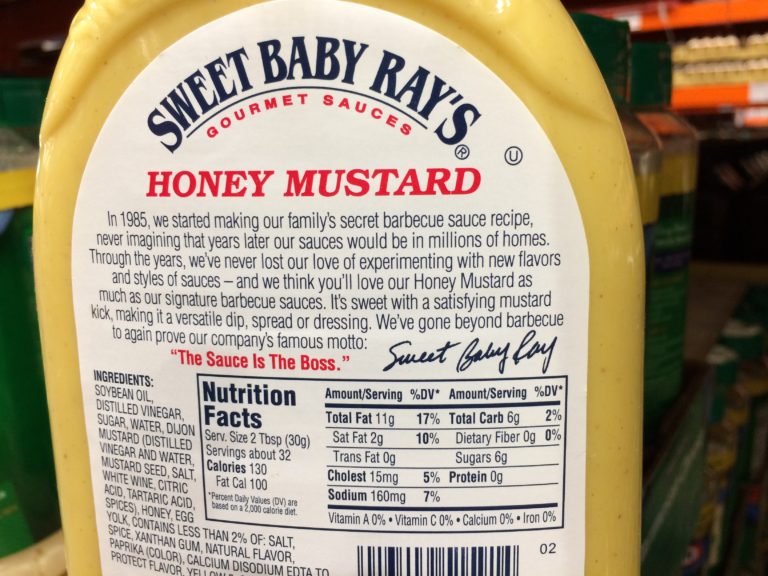 SWEET BABY RAY'S®
GOURMET SAUCES
U
HONEY MUSTARD
In 1985, we started making our family's secret barbecue sauce recipe,
never imagining that years later our sauces would be in millions of homes.
Through the years, we've never lost our love of experimenting with new flavors
and styles of sauces – and we think you'll love our Honey Mustard as
much as our signature barbecue sauces. It's sweet with a satisfying mustard
kick, making it a versatile dip, spread or dressing. We've gone beyond barbecue
to again prove our company's famous motto:
"The Sauce Is The Boss."
Sweet Baby Ray
INGREDIENTS:
SOYBEAN OIL,
DISTILLED VINEGAR,
SUGAR, WATER, DIJON
MUSTARD (DISTILLED
VINEGAR AND WATER,
MUSTARD SEED, SALT,
WHITE WINE, CITRIC
ACID, TARTARIC ACID,
SPICES), HONEY, EGG
YOLK, CONTAINS LESS THAN 2% OF: SALT,
SPICE, XANTHAN GUM, NATURAL FLAVOR,
PAPRIKA (COLOR), CALCIUM DISODIUM EDTA TO
PROTECT FLAVOR,
Nutrition
Facts
Serv. Size 2 Tbsp (30g)
Servings about 32
Calories 130
Fat Cal 100
*Percent Daily Values (DV) are
based on a 2,000 calorie diet.
Amount/Serving %DV* Amount/Serving %DV*
Total Fat 11g 17% Total Carb 6g 2%
Sat Fat 2g 10% Dietary Fiber 0g 0%
Trans Fat 0g Sugars 6g
Cholest 15mg 5% Protein 0g
Sodium 160mg 7%
Vitamin A 0% • Vitamin C 0% • Calcium 0% • Iron 0%
02